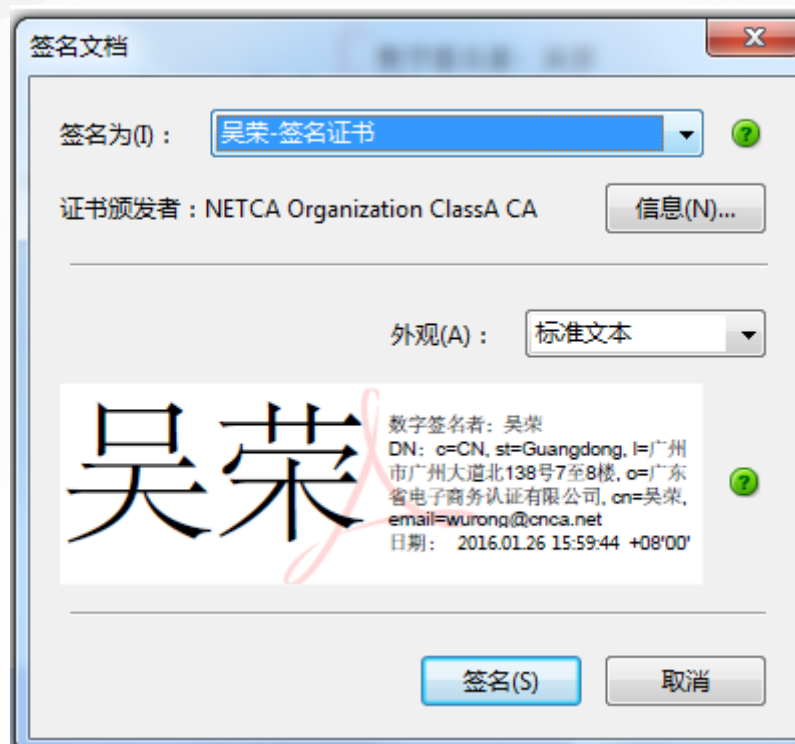 签名文档
签名为(I)：
吴荣-签名证书
证书颁发者：NETCA Organization ClassA CA
信息(N)...
外观(A)：
标准文本
吴荣
数字签名者：吴荣
DN：c=CN, st=Guangdong, l=广州
市广州大道北138号7至8楼, o=广东
省电子商务认证有限公司, cn=吴荣,
email=wurong@cnca.net
日期： 2016.01.26 15:59:44 +08'00'
签名(S)
取消